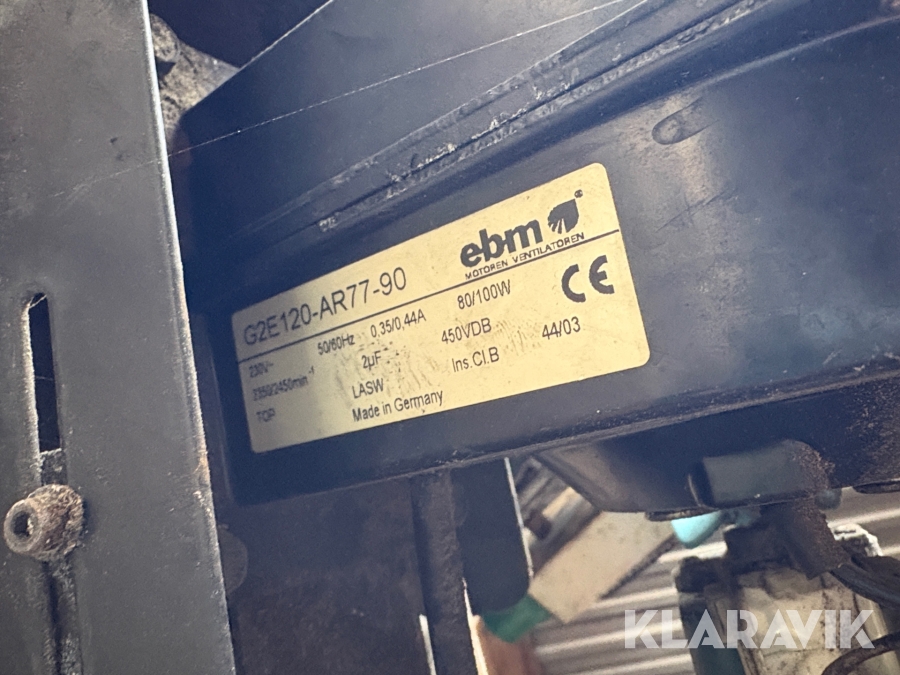 ebm
MOTOREN VENTILATOREN
G2E120-AR77-90
230V~ 50/60Hz 0,35/0,44A 80/100W CE
2350/2450min⁻¹ 2µF 450VDB
TOP LASW Ins.Cl.B 44/03
Made in Germany
KLARAVIK